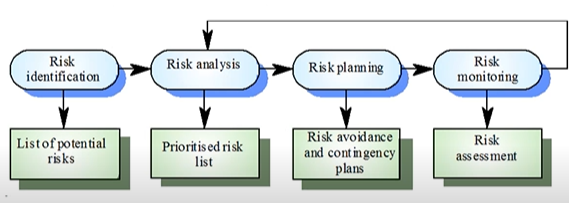 Risk
identification
Risk analysis
Risk planning
Risk
monitoring
List of potential
risks
Prioritised risk
list
Risk avoidance
and contingency
plans
Risk
assessment